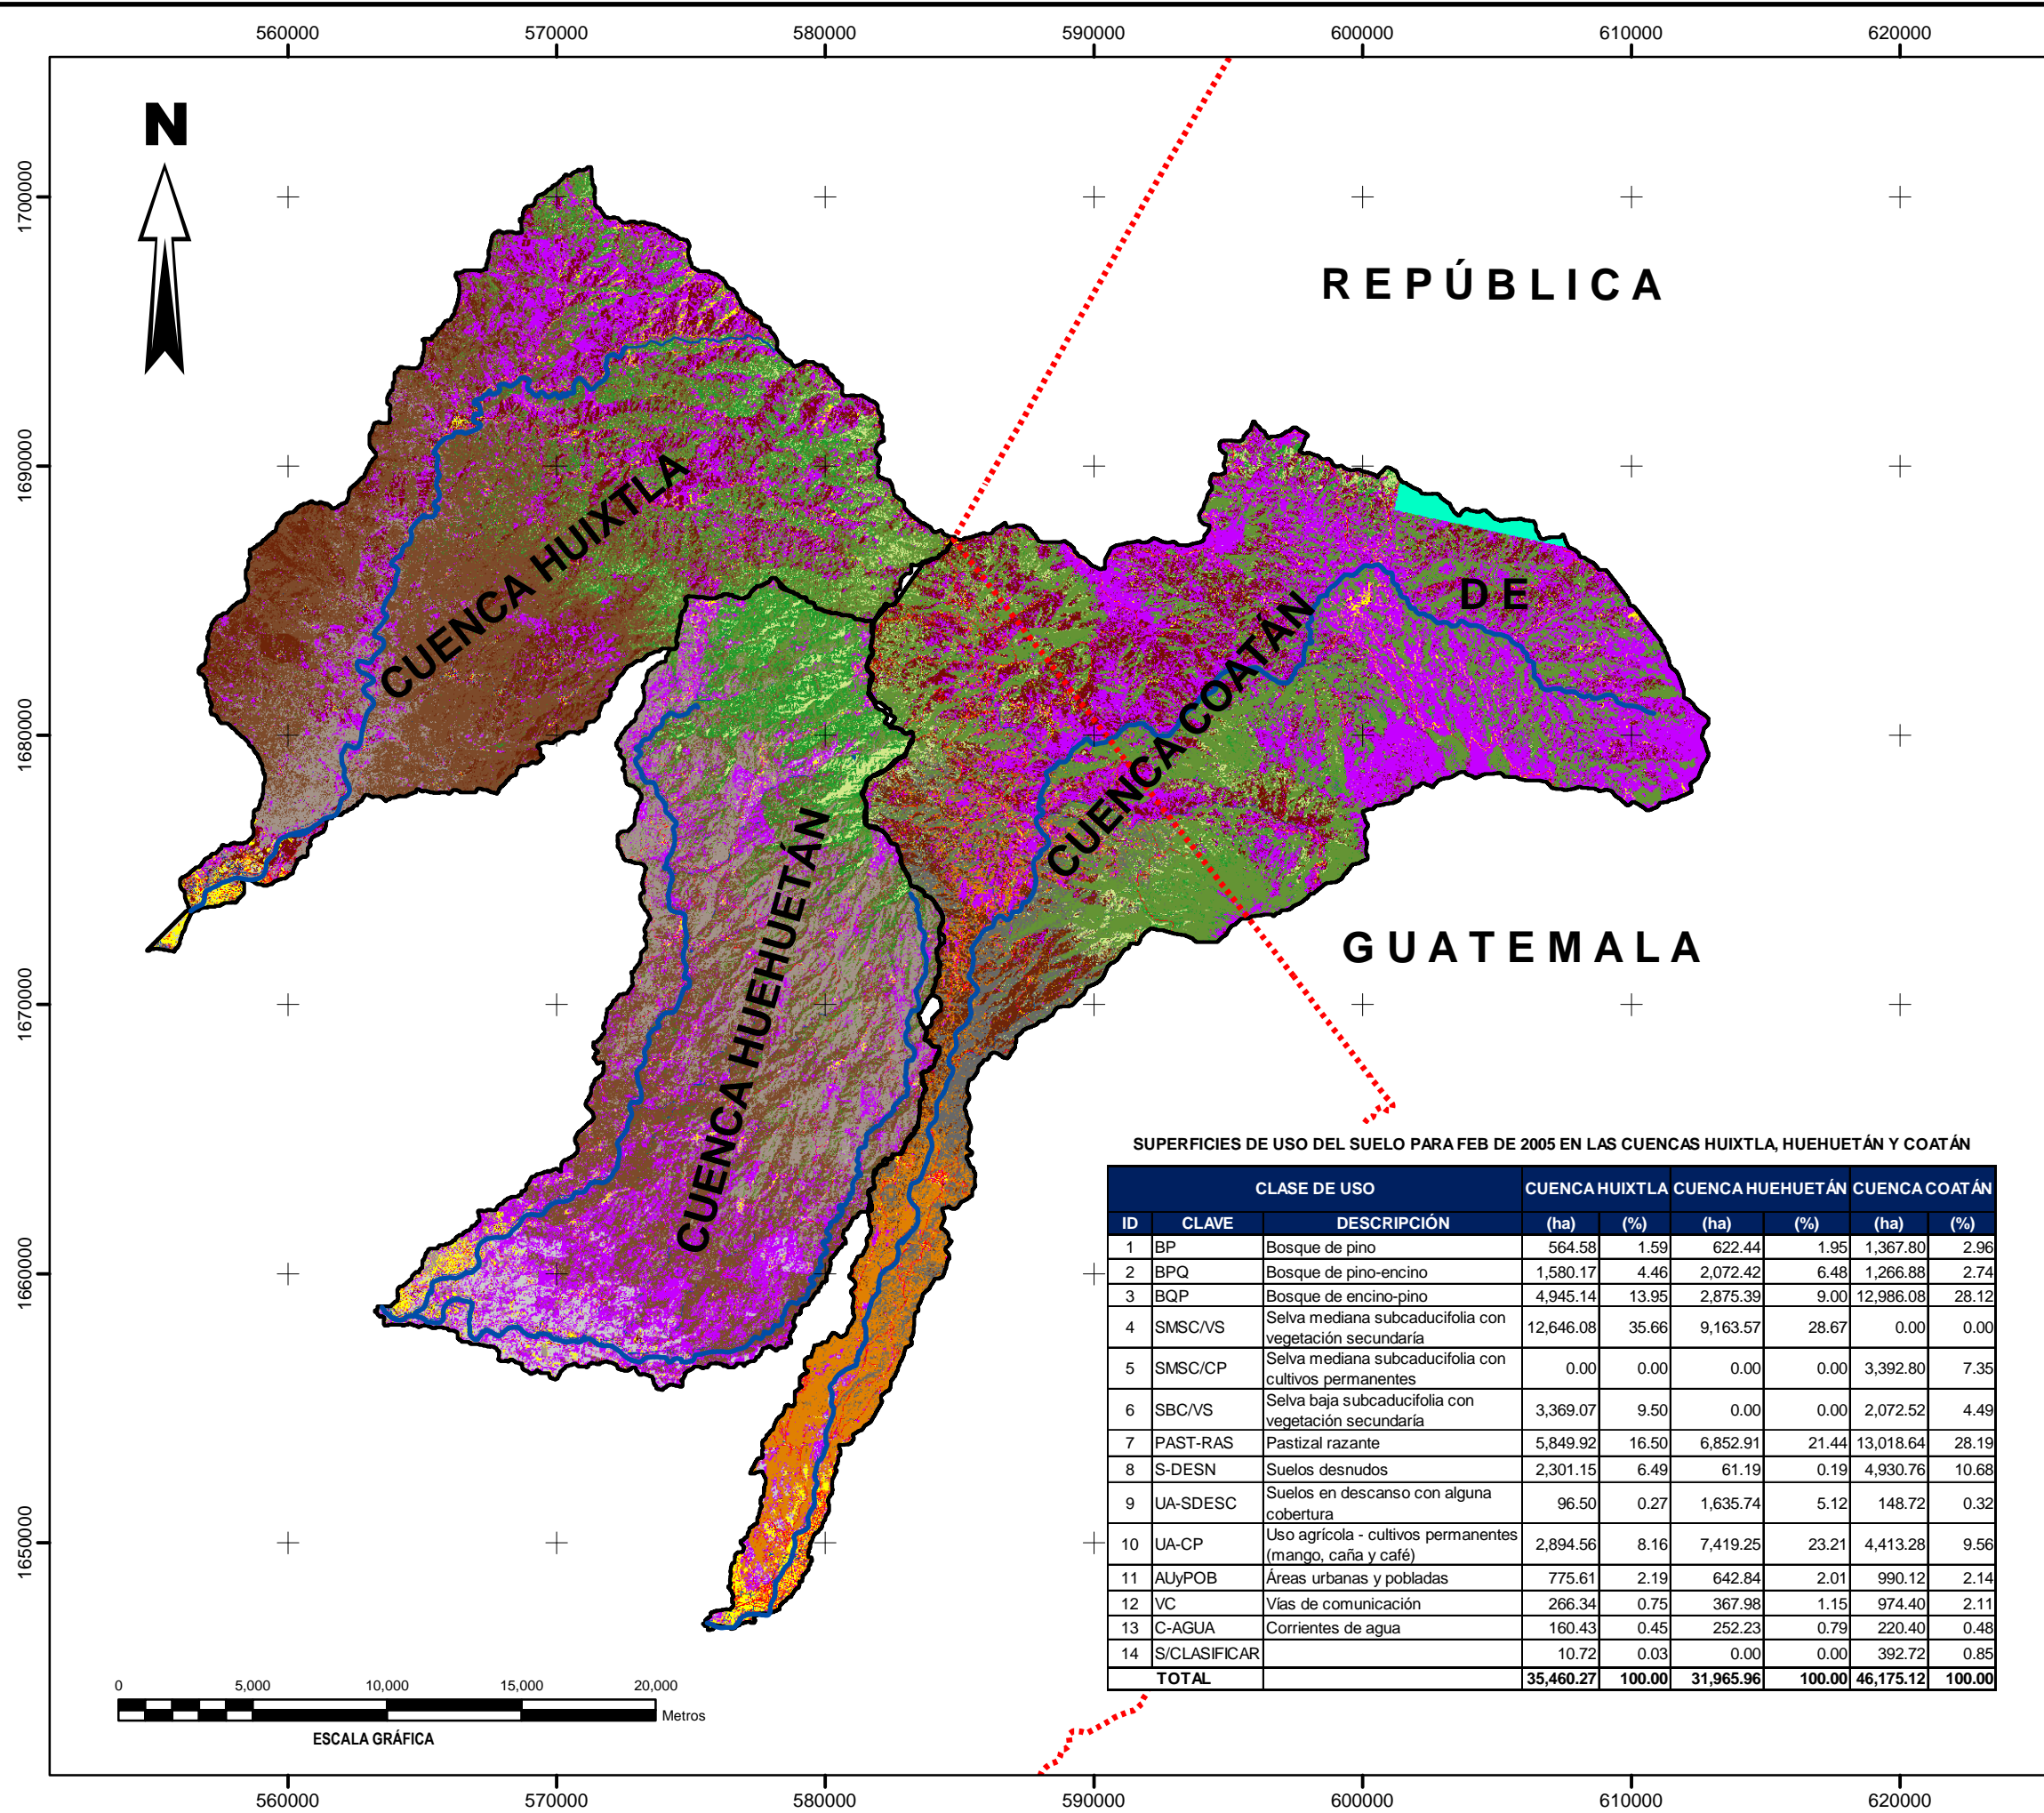 560000 570000 580000 590000 600000 610000 620000
1700000
1690000
1680000
1670000
1660000
1650000
N
REPÚBLICA
DE
GUATEMALA
CUENCA HUIXTLA
CUENCA HUEHUETÁN
CUENCA COATÁN
SUPERFICIES DE USO DEL SUELO PARA FEB DE 2005 EN LAS CUENCAS HUIXTLA, HUEHUETÁN Y COATÁN
CLASE DE USO CUENCA HUIXTLA CUENCA HUEHUETÁN CUENCA COATÁN
ID CLAVE DESCRIPCIÓN (ha) (%) (ha) (%) (ha) (%)
1 BP Bosque de pino 564.58 1.59 622.44 1.95 1,367.80 2.96
2 BPQ Bosque de pino-encino 1,580.17 4.46 2,072.42 6.48 1,266.88 2.74
3 BQP Bosque de encino-pino 4,945.14 13.95 2,875.39 9.00 12,986.08 28.12
4 SMSC/VS Selva mediana subcaducifolia con
vegetación secundaría 12,646.08 35.66 9,163.57 28.67 0.00 0.00
5 SMSC/CP Selva mediana subcaducifolia con
cultivos permanentes 0.00 0.00 0.00 0.00 3,392.80 7.35
6 SBC/VS Selva baja subcaducifolia con
vegetación secundaría 3,369.07 9.50 0.00 0.00 2,072.52 4.49
7 PAST-RAS Pastizal razante 5,849.92 16.50 6,852.91 21.44 13,018.64 28.19
8 S-DESN Suelos desnudos 2,301.15 6.49 61.19 0.19 4,930.76 10.68
9 UA-SDESC Suelos en descanso con alguna
cobertura 96.50 0.27 1,635.74 5.12 148.72 0.32
10 UA-CP Uso agrícola - cultivos permanentes
(mango, caña y café) 2,894.56 8.16 7,419.25 23.21 4,413.28 9.56
11 AUyPOB Áreas urbanas y pobladas 775.61 2.19 642.84 2.01 990.12 2.14
12 VC Vías de comunicación 266.34 0.75 367.98 1.15 974.40 2.11
13 C-AGUA Corrientes de agua 160.43 0.45 252.23 0.79 220.40 0.48
14 S/CLASIFICAR 10.72 0.03 0.00 0.00 392.72 0.85
TOTAL 35,460.27 100.00 31,965.96 100.00 46,175.12 100.00
0 5,000 10,000 15,000 20,000
Metros
ESCALA GRÁFICA
560000 570000 580000 590000 600000 610000 620000